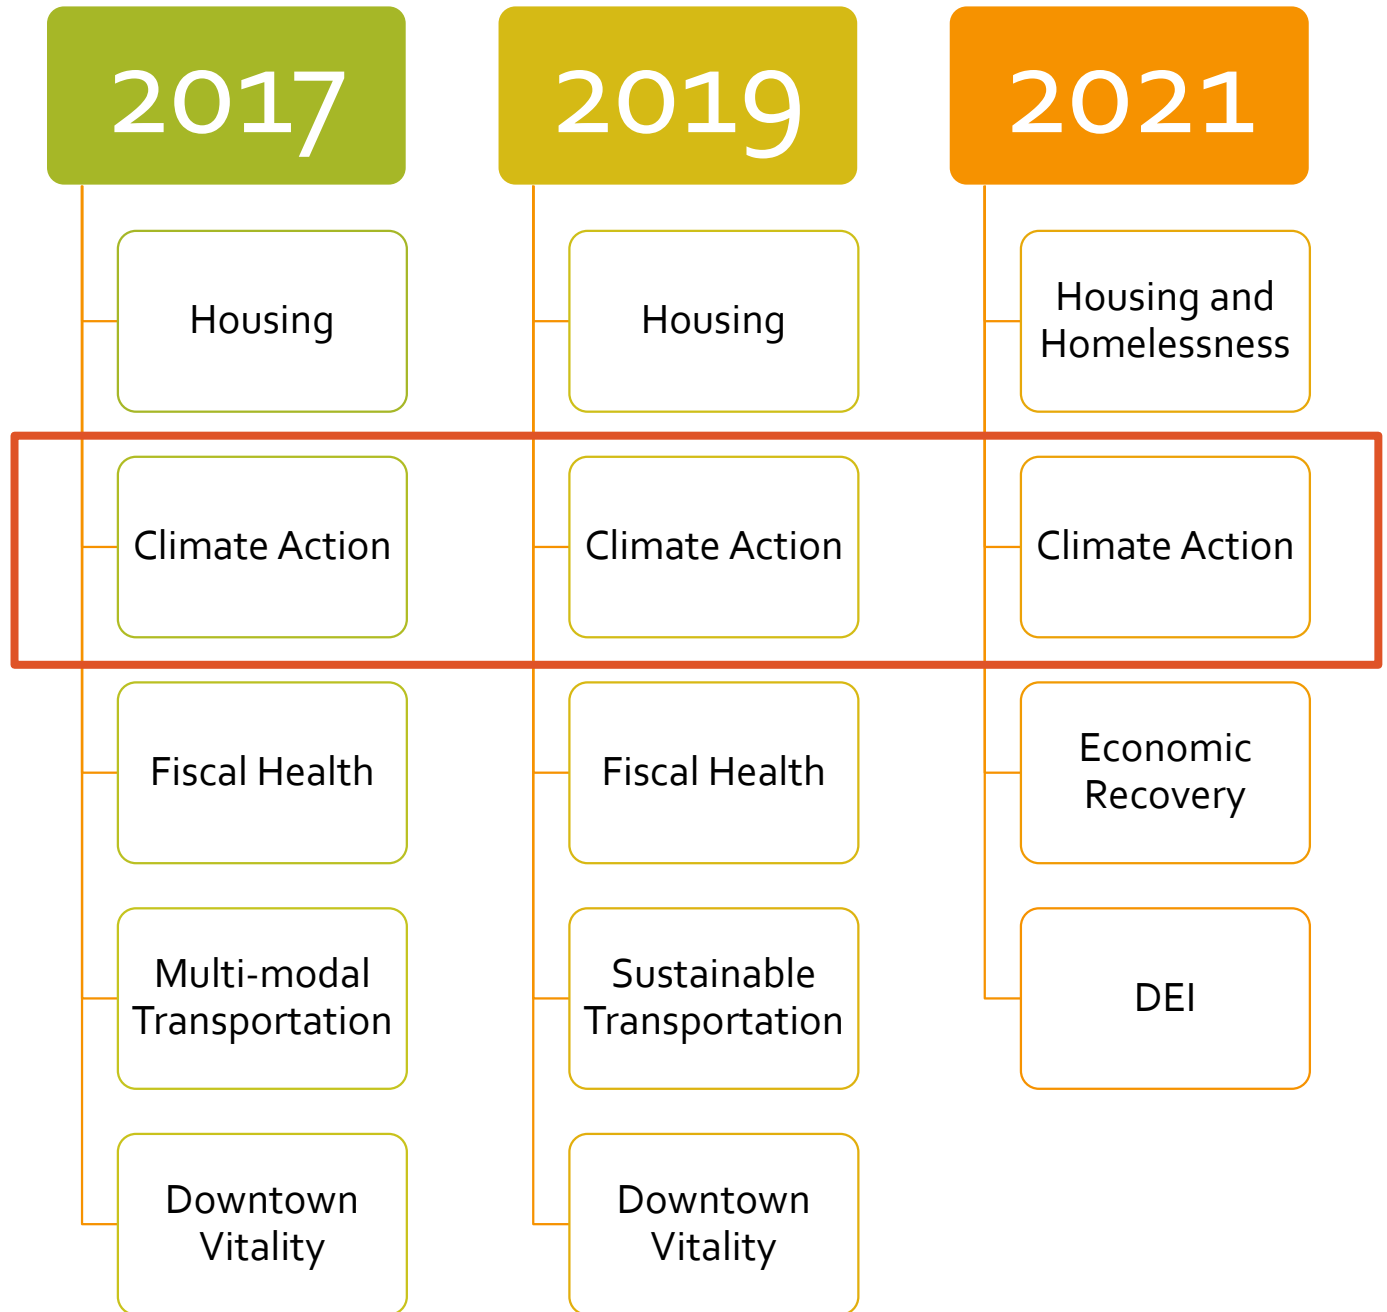 2017
Housing
Climate Action
Fiscal Health
Multi-modal
Transportation
Downtown
Vitality
2019
Housing
Climate Action
Fiscal Health
Sustainable
Transportation
Downtown
Vitality
2021
Housing and
Homelessness
Climate Action
Economic
Recovery
DEI